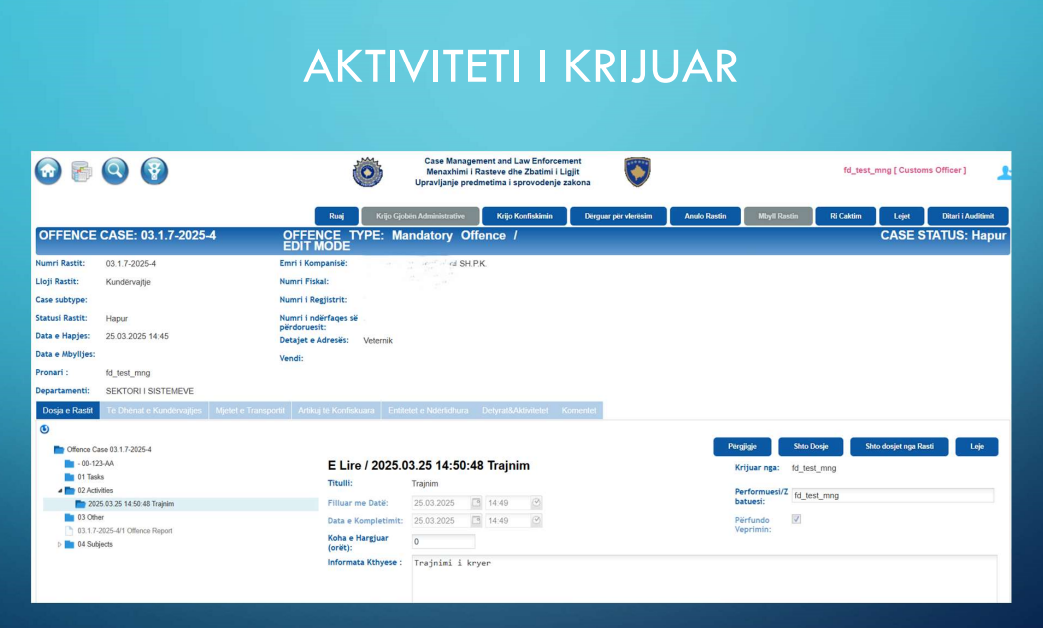 AKTIVITETI I KRIJUAR
Case Management and Law Enforcement
Menaxhimi i Rasteve dhe Zbatimi i Ligjit
Upravljanje predmetima i sprovodenje zakona
fd_test_mng [ Customs Officer ]
Ruaj
Krijo Gjobën Administrative
Krijo Konfiskimin
Dërguar për vlerësim
Anulo Rastin
Mbyll Rastin
Ri Caktim
Lejet
Ditari i Auditimit
OFFENCE CASE: 03.1.7-2025-4
OFFENCE TYPE: Mandatory Offence /
EDIT MODE
CASE STATUS: Hapur
Numri Rastit: 03.1.7-2025-4
Emri i Kompanisë: SH.P.K.
Lloji Rastit: Kundërvajtje
Numri Fiskal:
Case subtype:
Numri i Regjistrit:
Statusi Rastit: Hapur
Numri i ndërfaqes së
përdoruesit:
Data e Hapjes: 25.03.2025 14:45
Detajet e Adresës: Veternik
Data e Mbylljes:
Vendi:
Pronari : fd_test_mng
Departamenti: SEKTORI I SISTEMEVE
Dosja e Rastit
Të Dhënat e Kundërvajtjes
Mjetet e Transportit
Artikuj të Konfiskuara
Entitetet e Ndërlidhura
Detyrat&Aktivitetet
Komentet
Përgjigje
Shto Dosje
Shto dosjet nga Rasti
Leje
Offence Case 03.1.7-2025-4
- 00-123-AA
01 Tasks
02 Activities
2025.03.25 14:50:48 Trajnim
03 Other
03.1.7-2025-4/1 Offence Report
04 Subjects
E Lire / 2025.03.25 14:50:48 Trajnim
Titulli: Trajnim
Filluar me Datë: 25.03.2025 14:49
Data e Kompletimit: 25.03.2025 14:49
Koha e Hargjuar
(orët): 0
Informata Kthyese : Trajnimi i kryer
Krijuar nga: fd_test_mng
Performuesi/Z
batuesi: fd_test_mng
Përfundo
Veprimin: